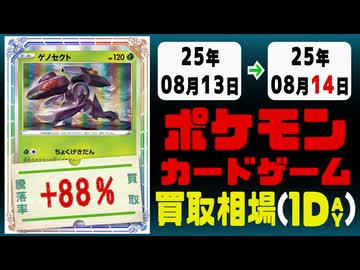 ゲノセクト HP120
ちょくげきだん
騰落率
+88%
買取
25年
08月13日
25年
08月14日
ポケモン
カードゲーム
買取相場(1D)